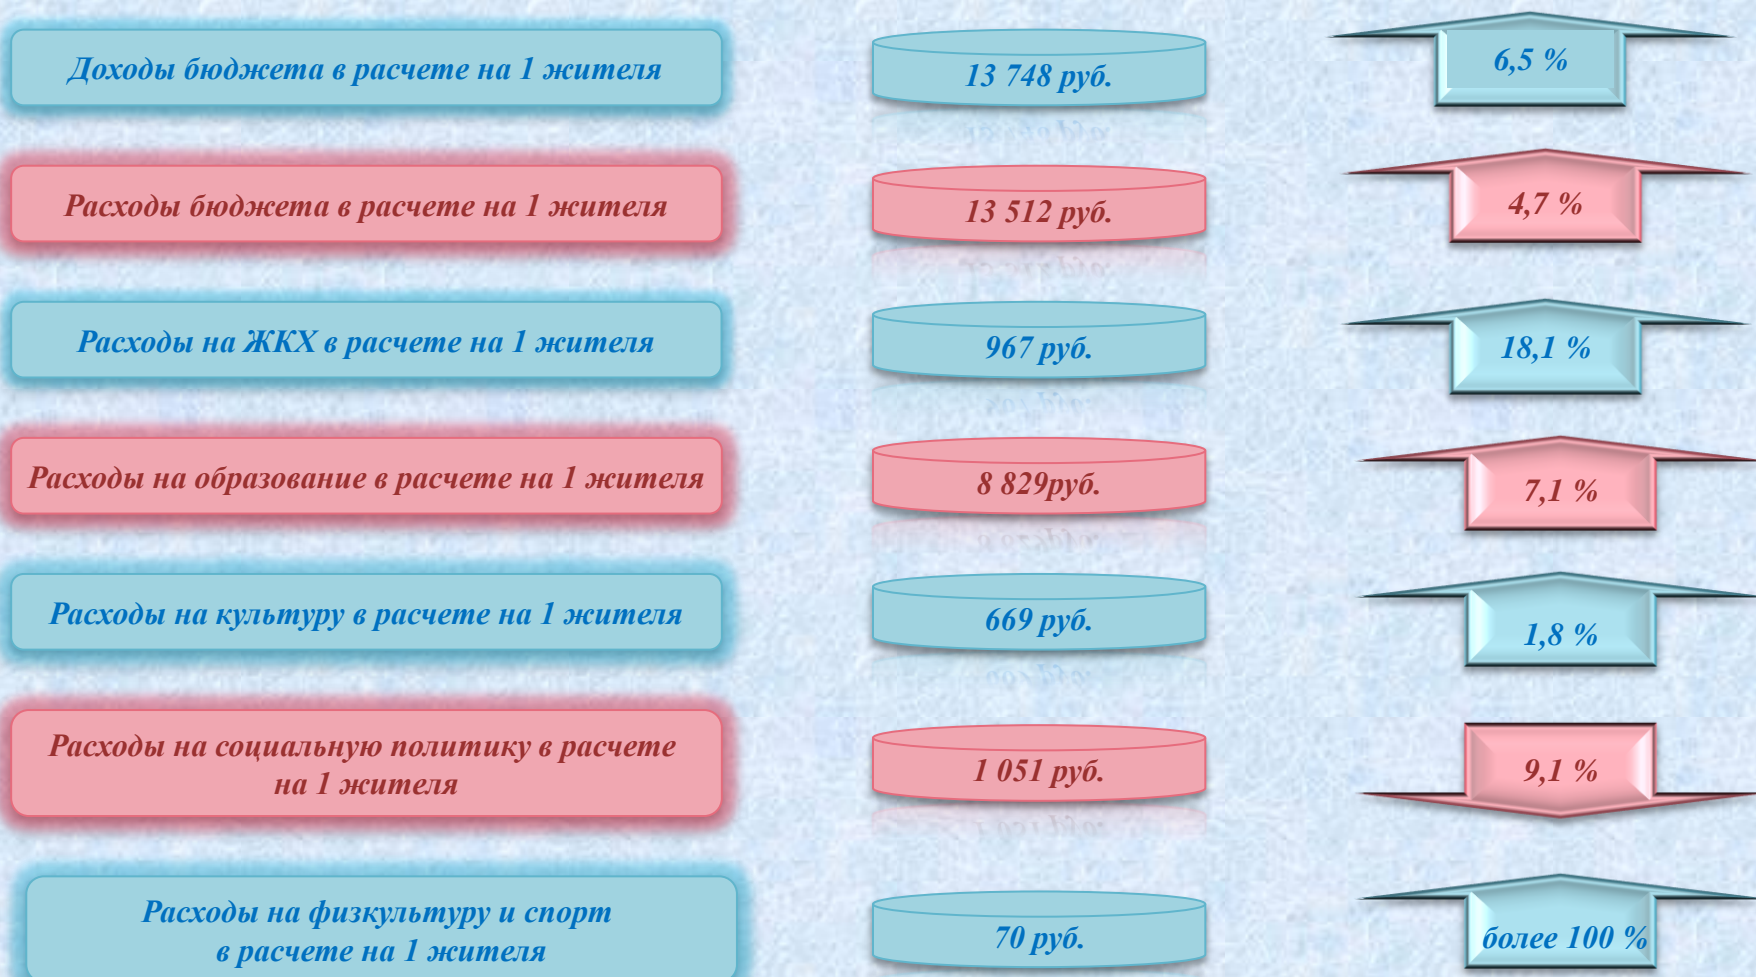 Доходы бюджета в расчете на 1 жителя
13 748 руб.
6,5 %
Расходы бюджета в расчете на 1 жителя
13 512 руб.
4,7 %
Расходы на ЖКХ в расчете на 1 жителя
967 руб.
18,1 %
Расходы на образование в расчете на 1 жителя
8 829руб.
7,1 %
Расходы на культуру в расчете на 1 жителя
669 руб.
1,8 %
Расходы на социальную политику в расчете
на 1 жителя
1 051 руб.
9,1 %
Расходы на физкультуру и спорт
в расчете на 1 жителя
70 руб.
более 100 %